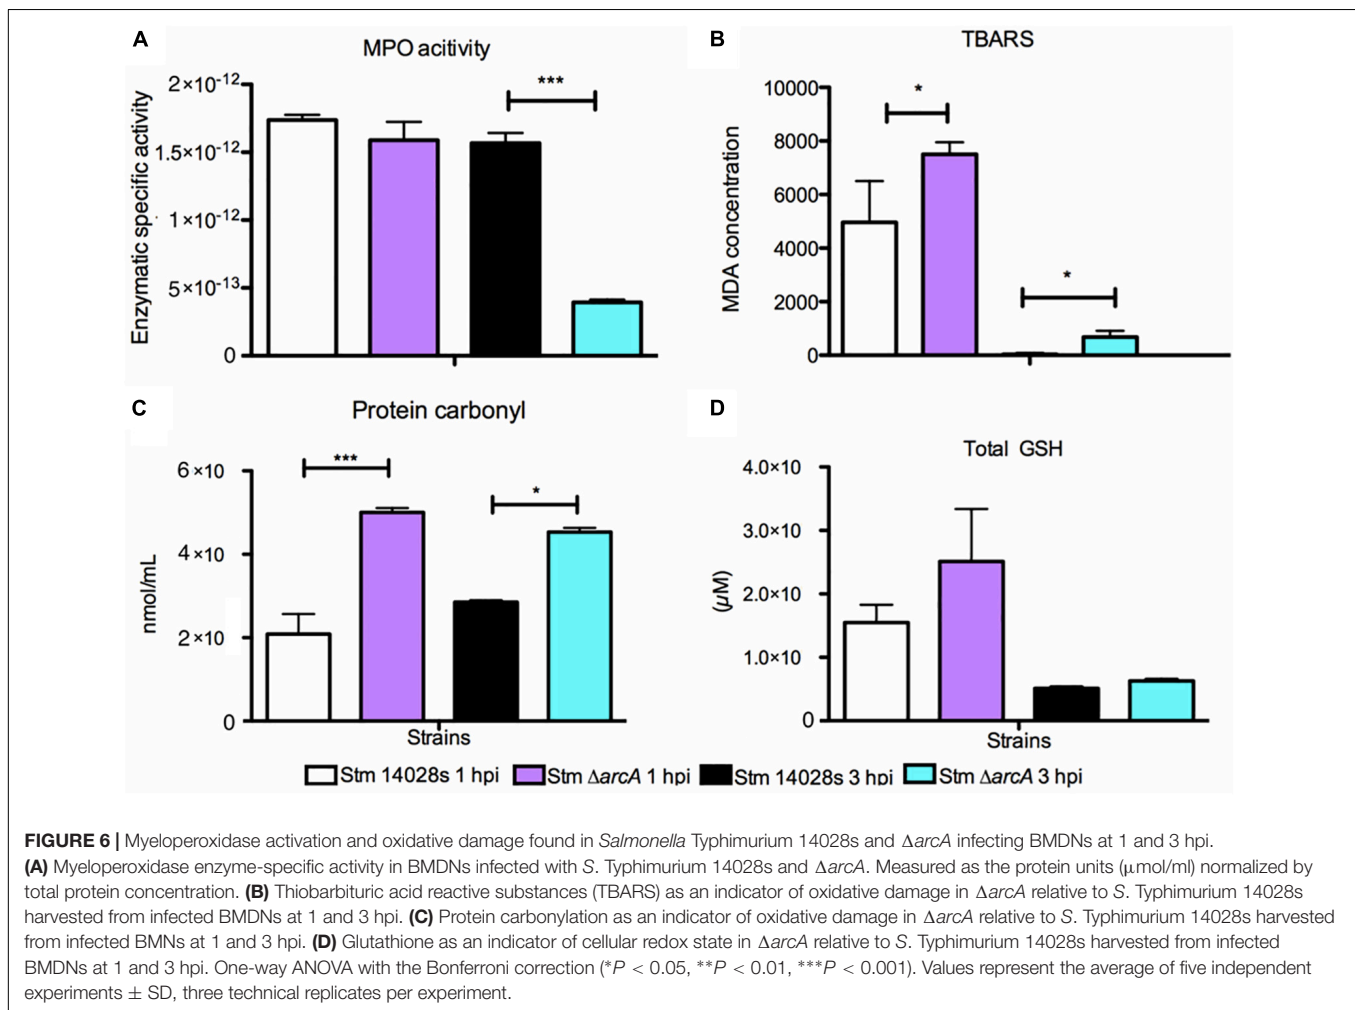 A
MPO acitivity
Enzymatic specific activity
2×10⁻¹²
1.5×10⁻¹²
1×10⁻¹²
5×10⁻¹³
0
***
B
TBARS
MDA concentration
10000
8000
6000
4000
2000
0
*
*
C
Protein carbonyl
nmol/mL
6×10
4×10
2×10
0
***
*
Strains
D
Total GSH
(µM)
4.0×10
3.0×10
2.0×10
1.0×10
0
Strains
Stm 14028s 1 hpi Stm ΔarcA 1 hpi Stm 14028s 3 hpi Stm ΔarcA 3 hpi
FIGURE 6 | Myeloperoxidase activation and oxidative damage found in Salmonella Typhimurium 14028s and ΔarcA infecting BMDNs at 1 and 3 hpi.
(A) Myeloperoxidase enzyme-specific activity in BMDNs infected with S. Typhimurium 14028s and ΔarcA. Measured as the protein units (µmol/ml) normalized by
total protein concentration. (B) Thiobarbituric acid reactive substances (TBARS) as an indicator of oxidative damage in ΔarcA relative to S. Typhimurium 14028s
harvested from infected BMDNs at 1 and 3 hpi. (C) Protein carbonylation as an indicator of oxidative damage in ΔarcA relative to S. Typhimurium 14028s harvested
from infected BMNs at 1 and 3 hpi. (D) Glutathione as an indicator of cellular redox state in ΔarcA relative to S. Typhimurium 14028s harvested from infected
BMDNs at 1 and 3 hpi. One-way ANOVA with the Bonferroni correction (*P < 0.05, **P < 0.01, ***P < 0.001). Values represent the average of five independent
experiments ± SD, three technical replicates per experiment.